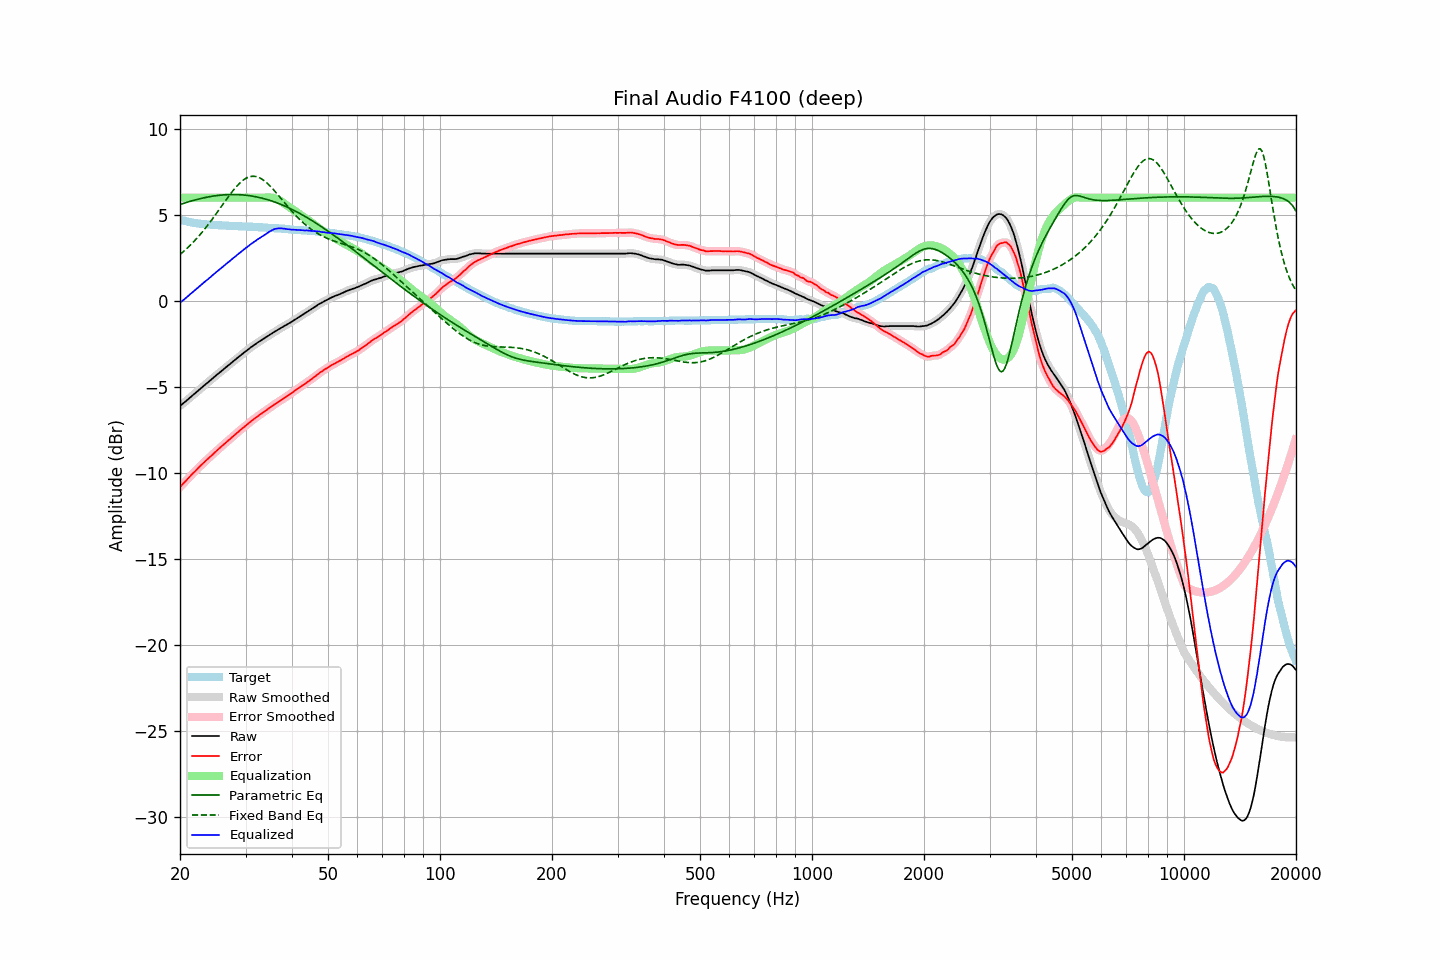 Final Audio F4100 (deep)
Amplitude (dBr)
10
5
0
−5
−10
−15
−20
−25
−30
Target
Raw Smoothed
Error Smoothed
Raw
Error
Equalization
Parametric Eq
Fixed Band Eq
Equalized
20 50 100 200 500 1000 2000 5000 10000 20000
Frequency (Hz)